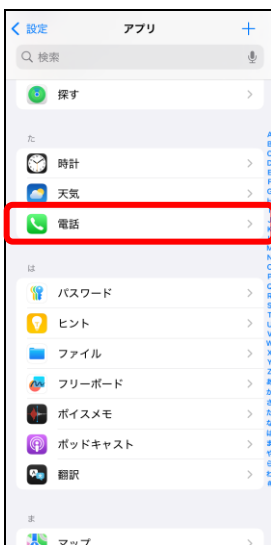 設定
アプリ
検索
探す
た
時計
天気
電話
は
パスワード
ヒント
ファイル
フリーボード
ボイスメモ
ポッドキャスト
翻訳
ま
マップ